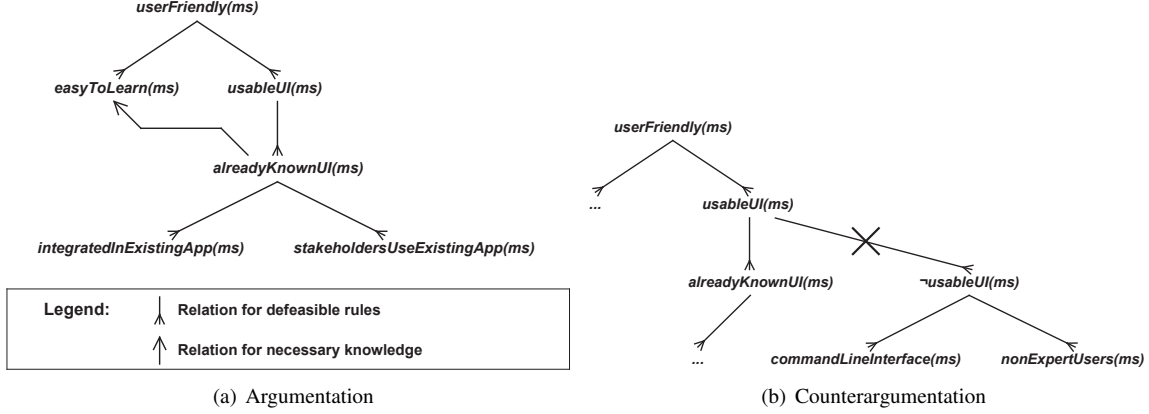 userFriendly(ms)
easyToLearn(ms)
usableUI(ms)
alreadyKnownUI(ms)
integratedInExistingApp(ms)
stakeholdersUseExistingApp(ms)
Legend:
Relation for defeasible rules
Relation for necessary knowledge
(a) Argumentation
userFriendly(ms)
...
usableUI(ms)
alreadyKnownUI(ms)
¬usableUI(ms)
...
commandLineInterface(ms)
nonExpertUsers(ms)
(b) Counterargumentation